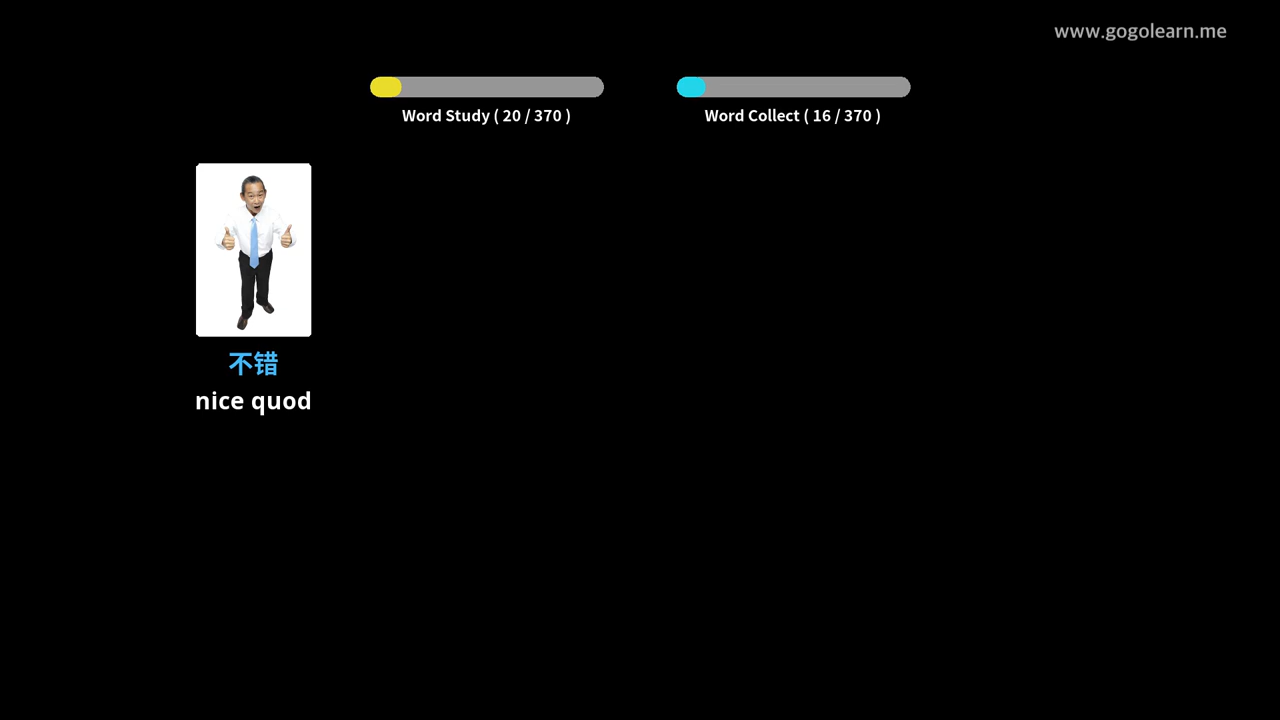 www.gogolearn.me
Word Study ( 20 / 370 )
Word Collect ( 16 / 370 )
不错
nice quod